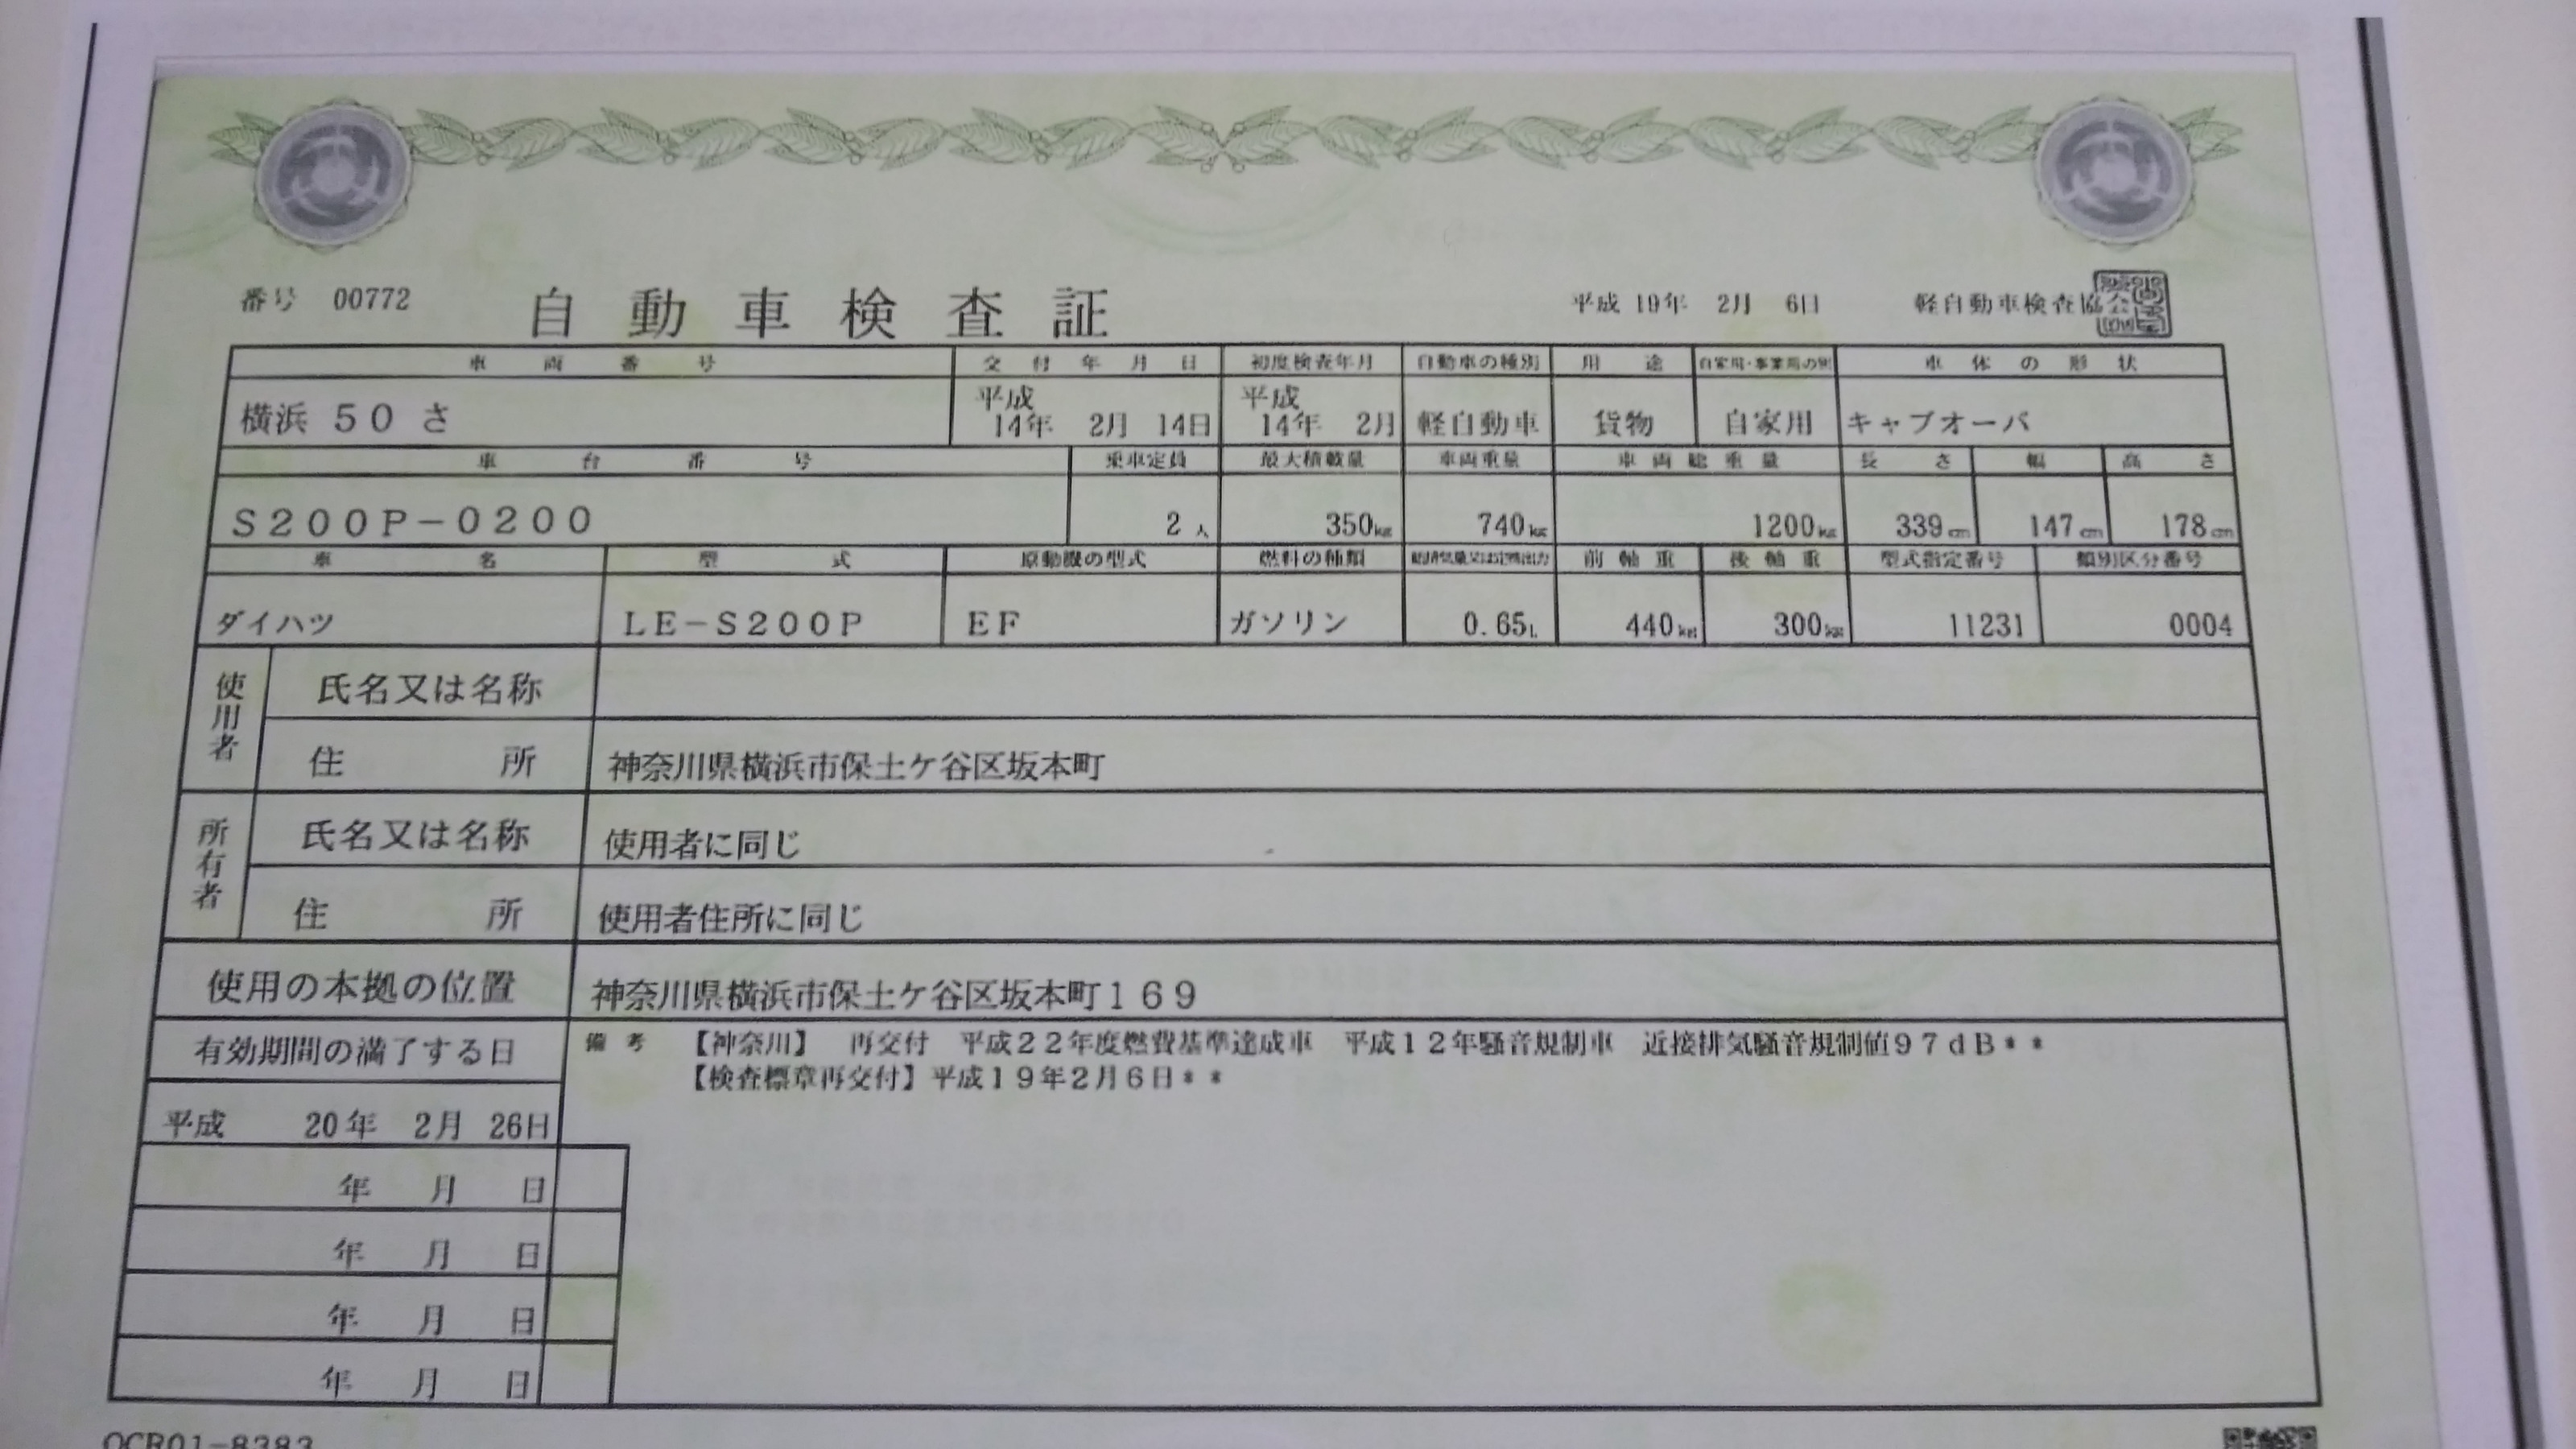 番号 00772 自動車検査証 平成 19年 2月 6日 軽自動車検査協会
車両番号 交付年月日 初度検査年月 自動車の種別 用途 自家用・事業用の別 車体の形状
横浜 50 さ 平成 14年 2月 14日 平成 14年 2月 軽自動車 貨物 自家用 キャブオーバ
車台番号 乗車定員 最大積載量 車両重量 車両総重量 長さ 幅 高さ
S200P-0200 2人 350kg 740kg 1200kg 339cm 147cm 178cm
車名 型式 原動機の型式 燃料の種類 総排気量又は定格出力 前軸重 後軸重 型式指定番号 類別区分番号
ダイハツ LE-S200P EF ガソリン 0.65L 440kg 300kg 11231 0004
使用者 氏名又は名称
住所 神奈川県横浜市保土ケ谷区坂本町
所有者 氏名又は名称 使用者に同じ
住所 使用者住所に同じ
使用の本拠の位置 神奈川県横浜市保土ケ谷区坂本町169
有効期間の満了する日 備考 【神奈川】 再交付 平成22年度燃費基準達成車 平成12年騒音規制車 近接排気騒音規制値97dB**
【検査標章再交付】平成19年2月6日**
平成 20年 2月 26日
年 月 日
年 月 日
年 月 日
年 月 日
OCR01-8383